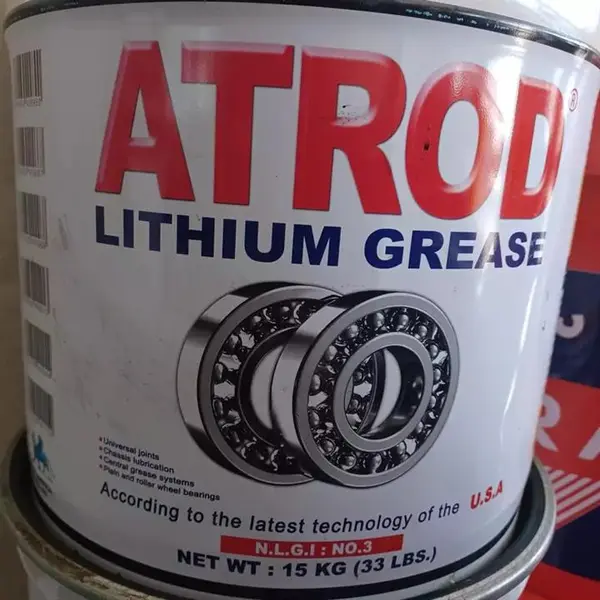 ATROD®
LITHIUM GREASE
• Universal joints
• Chassis lubrication
• Central grease systems
• Plain and roller wheel bearings
According to the latest technology of the U.S.A
N.L.G.I : NO.3
NET WT : 15 KG (33 LBS.)
R A